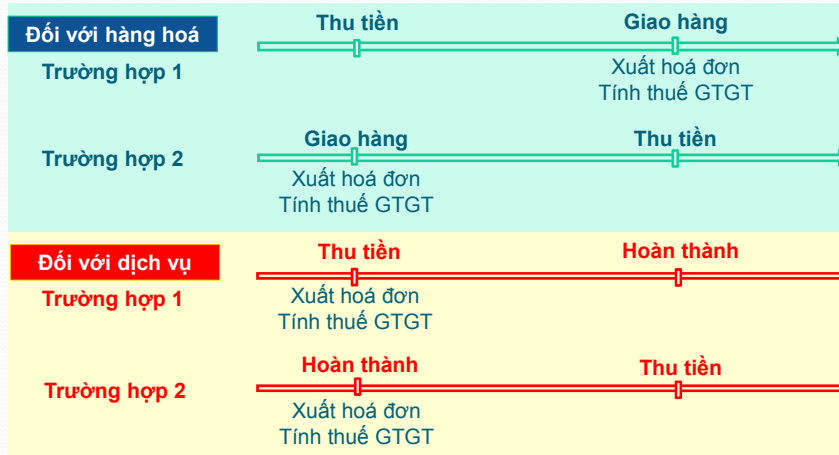 Đối với hàng hoá
Thu tiền
Giao hàng
Trường hợp 1
Xuất hoá đơn
Tính thuế GTGT
Giao hàng
Thu tiền
Trường hợp 2
Xuất hoá đơn
Tính thuế GTGT
Đối với dịch vụ
Thu tiền
Hoàn thành
Trường hợp 1
Xuất hoá đơn
Tính thuế GTGT
Hoàn thành
Thu tiền
Trường hợp 2
Xuất hoá đơn
Tính thuế GTGT